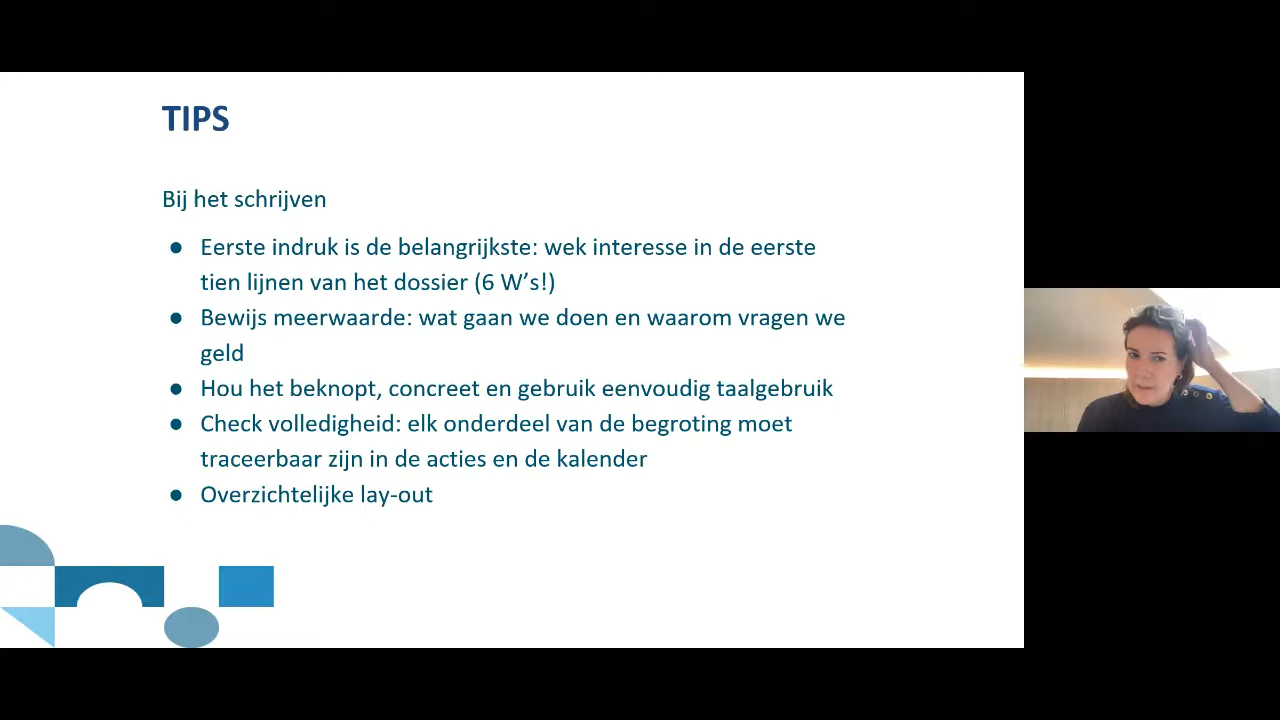 TIPS
Bij het schrijven
● Eerste indruk is de belangrijkste: wek interesse in de eerste
tien lijnen van het dossier (6 W’s!)
● Bewijs meerwaarde: wat gaan we doen en waarom vragen we
geld
● Hou het beknopt, concreet en gebruik eenvoudig taalgebruik
● Check volledigheid: elk onderdeel van de begroting moet
traceerbaar zijn in de acties en de kalender
● Overzichtelijke lay-out